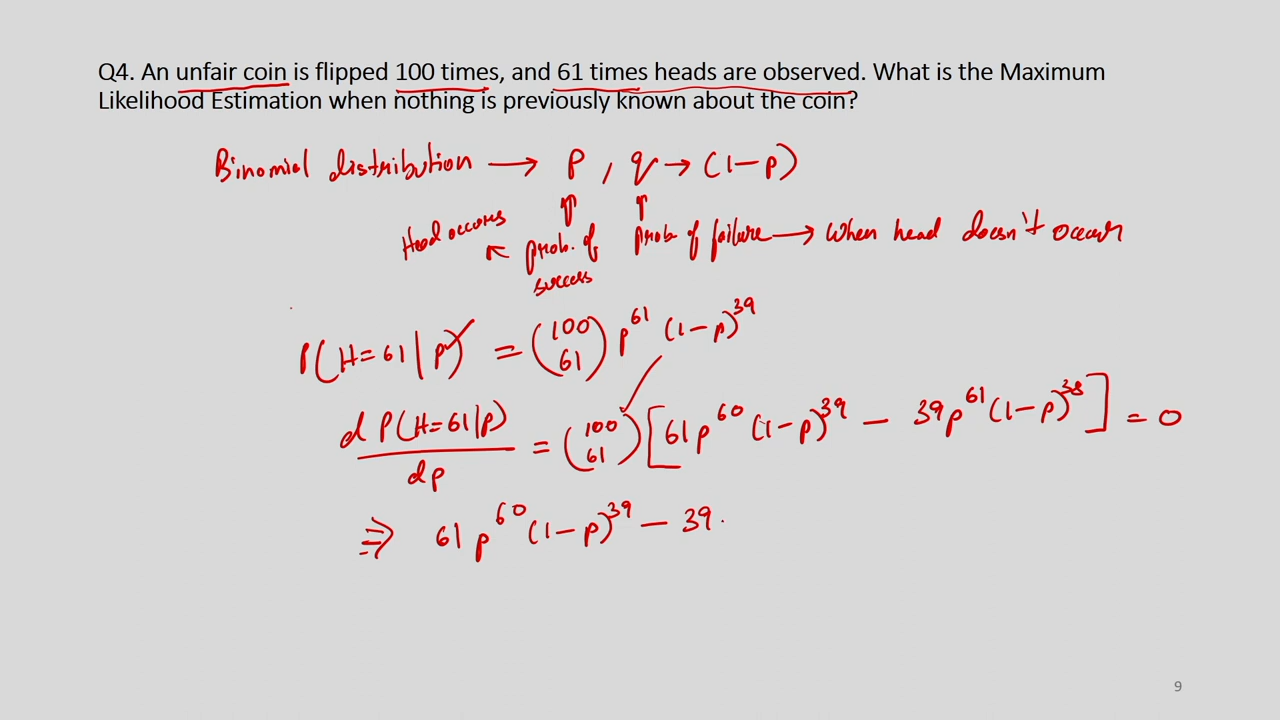 Q4. An unfair coin is flipped 100 times, and 61 times heads are observed. What is the Maximum
Likelihood Estimation when nothing is previously known about the coin?
Binomial distribution → p , q → (1-p)
Head occurs ↖ prob. of success
prob of failure → When head doesn't occur
P(H=61|p) = (100 61) p^61 (1-p)^39
d P(H=61|p) / dp = (100 61) [61p^60 (1-p)^39 - 39p^61 (1-p)^38] = 0
⇒ 61 p^60 (1-p)^39 - 39
9